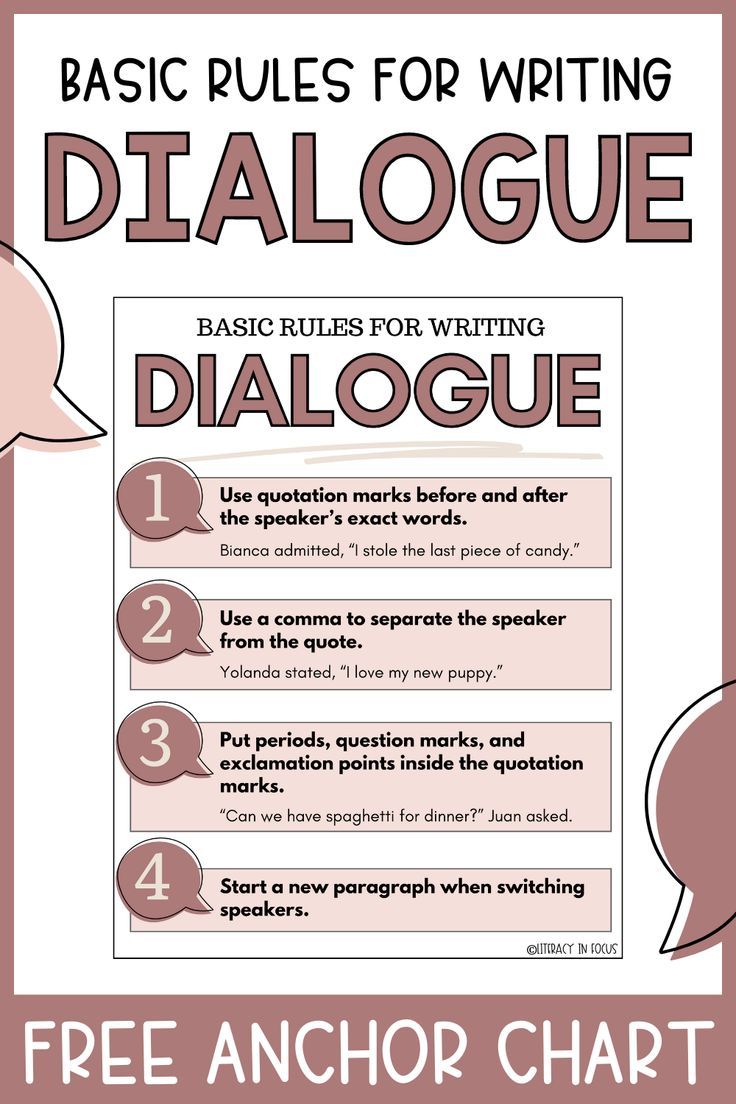 BASIC RULES FOR WRITING
DIALOGUE
BASIC RULES FOR WRITING
DIALOGUE
1
Use quotation marks before and after
the speaker’s exact words.
Bianca admitted, “I stole the last piece of candy.”
2
Use a comma to separate the speaker
from the quote.
Yolanda stated, “I love my new puppy.”
3
Put periods, question marks, and
exclamation points inside the quotation
marks.
“Can we have spaghetti for dinner?” Juan asked.
4
Start a new paragraph when switching
speakers.
©LITERACY IN FOCUS
FREE ANCHOR CHART